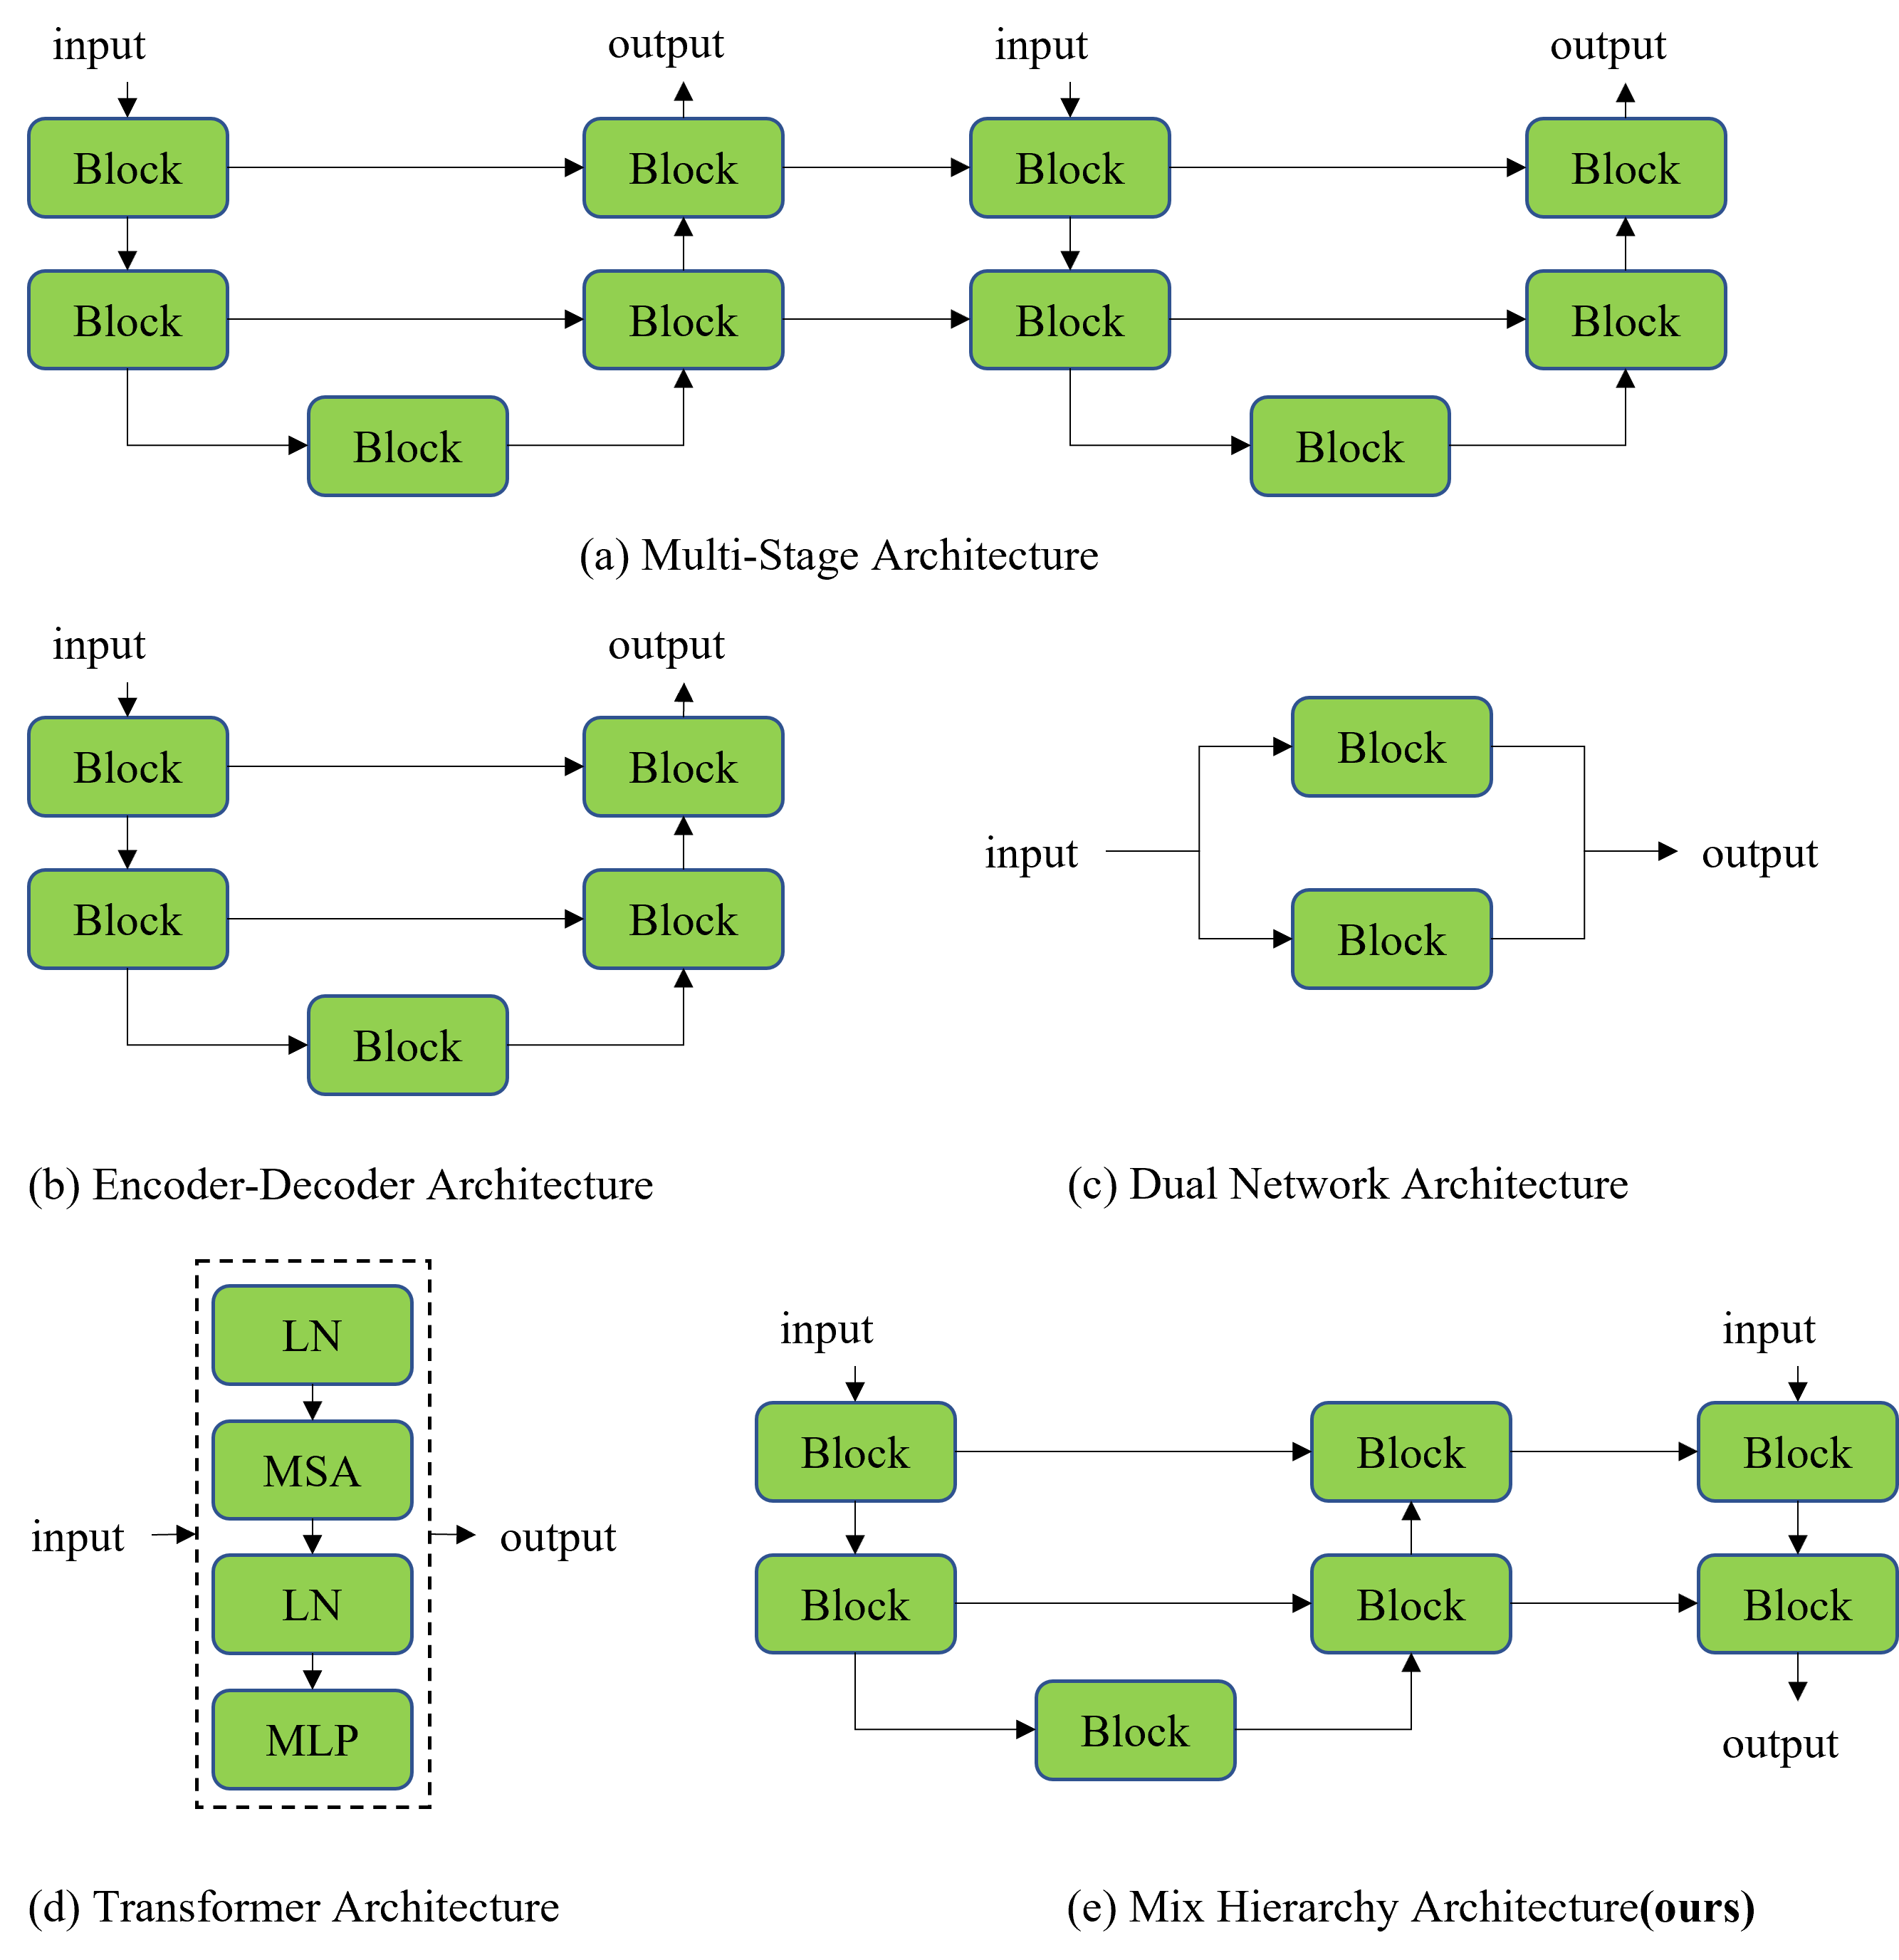 input output input output
Block Block Block Block
Block Block Block Block
Block Block
(a) Multi-Stage Architecture
input output
Block Block
Block Block
Block
(b) Encoder-Decoder Architecture
Block
input output
Block
(c) Dual Network Architecture
LN
MSA
input output
LN
MLP
(d) Transformer Architecture
input input
Block Block Block
Block Block Block
Block
output
(e) Mix Hierarchy Architecture(ours)